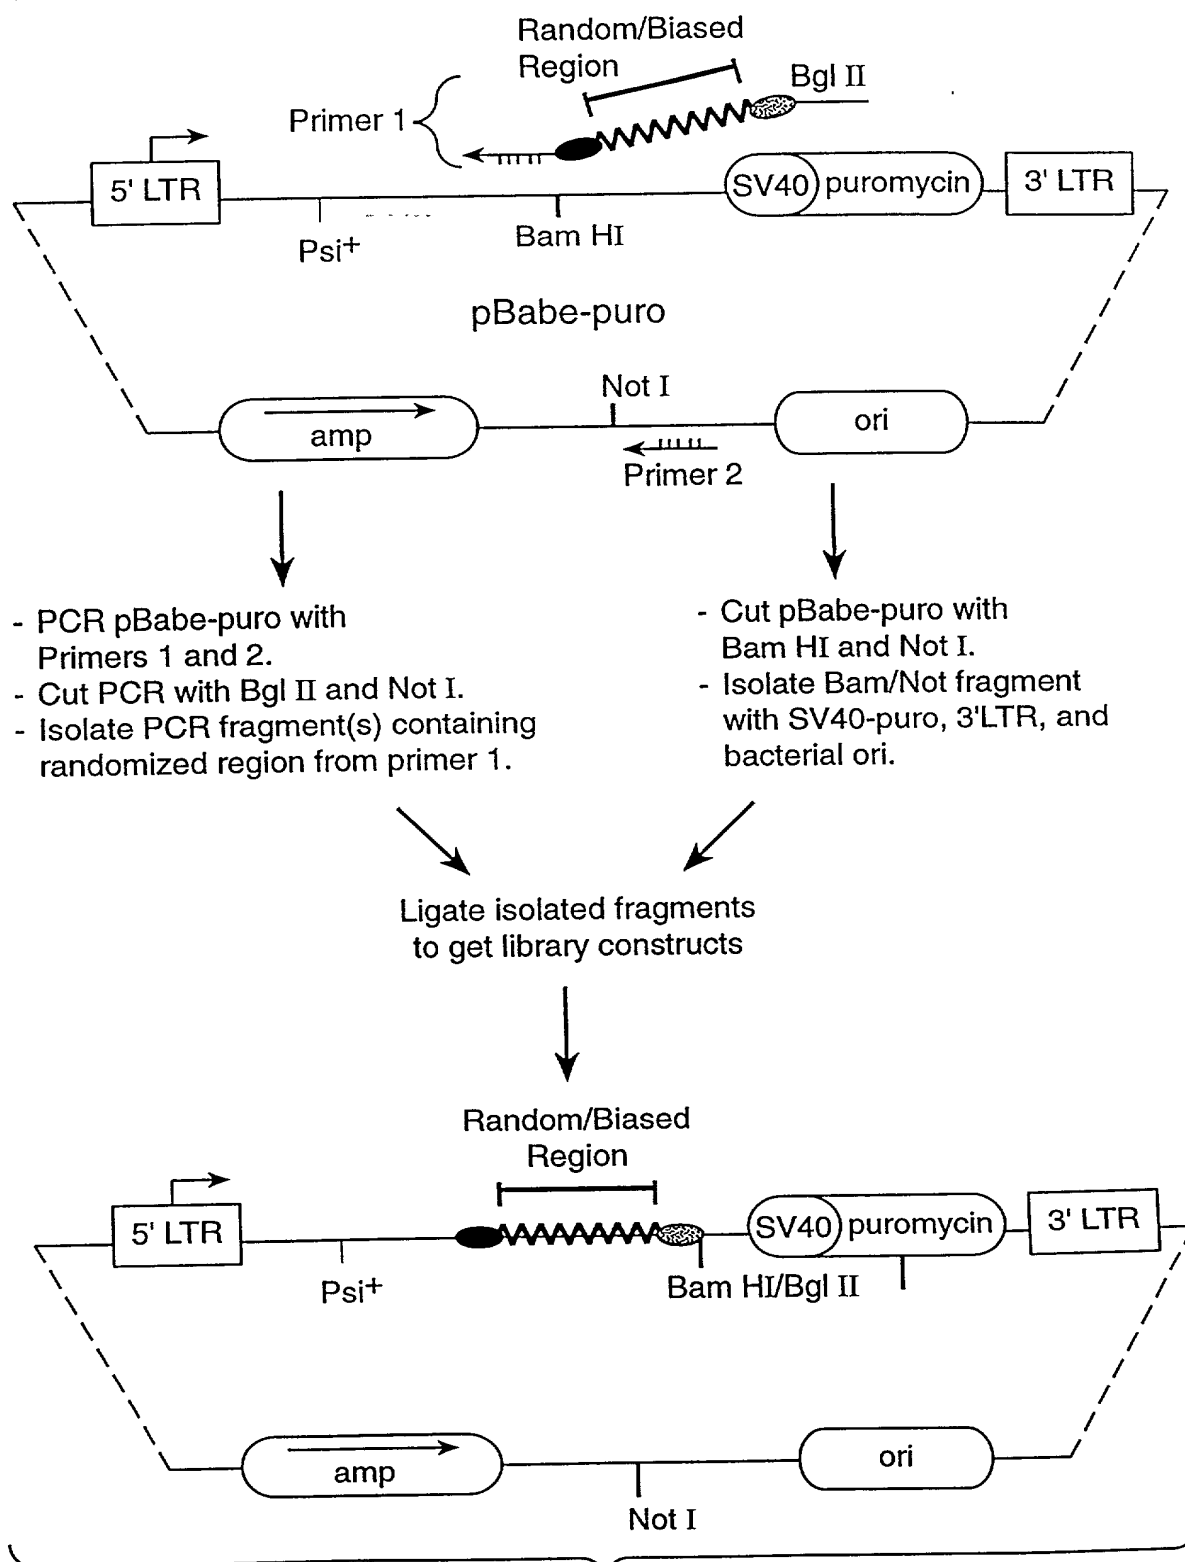 Random/Biased
Region
Bgl II
Primer 1
5' LTR
SV40
puromycin
3' LTR
Psi+
Bam HI
pBabe-puro
Not I
amp
ori
Primer 2
- PCR pBabe-puro with
Primers 1 and 2.
- Cut PCR with Bgl II and Not I.
- Isolate PCR fragment(s) containing
randomized region from primer 1.
- Cut pBabe-puro with
Bam HI and Not I.
- Isolate Bam/Not fragment
with SV40-puro, 3'LTR, and
bacterial ori.
Ligate isolated fragments
to get library constructs
Random/Biased
Region
5' LTR
SV40
puromycin
3' LTR
Psi+
Bam HI/Bgl II
amp
ori
Not I